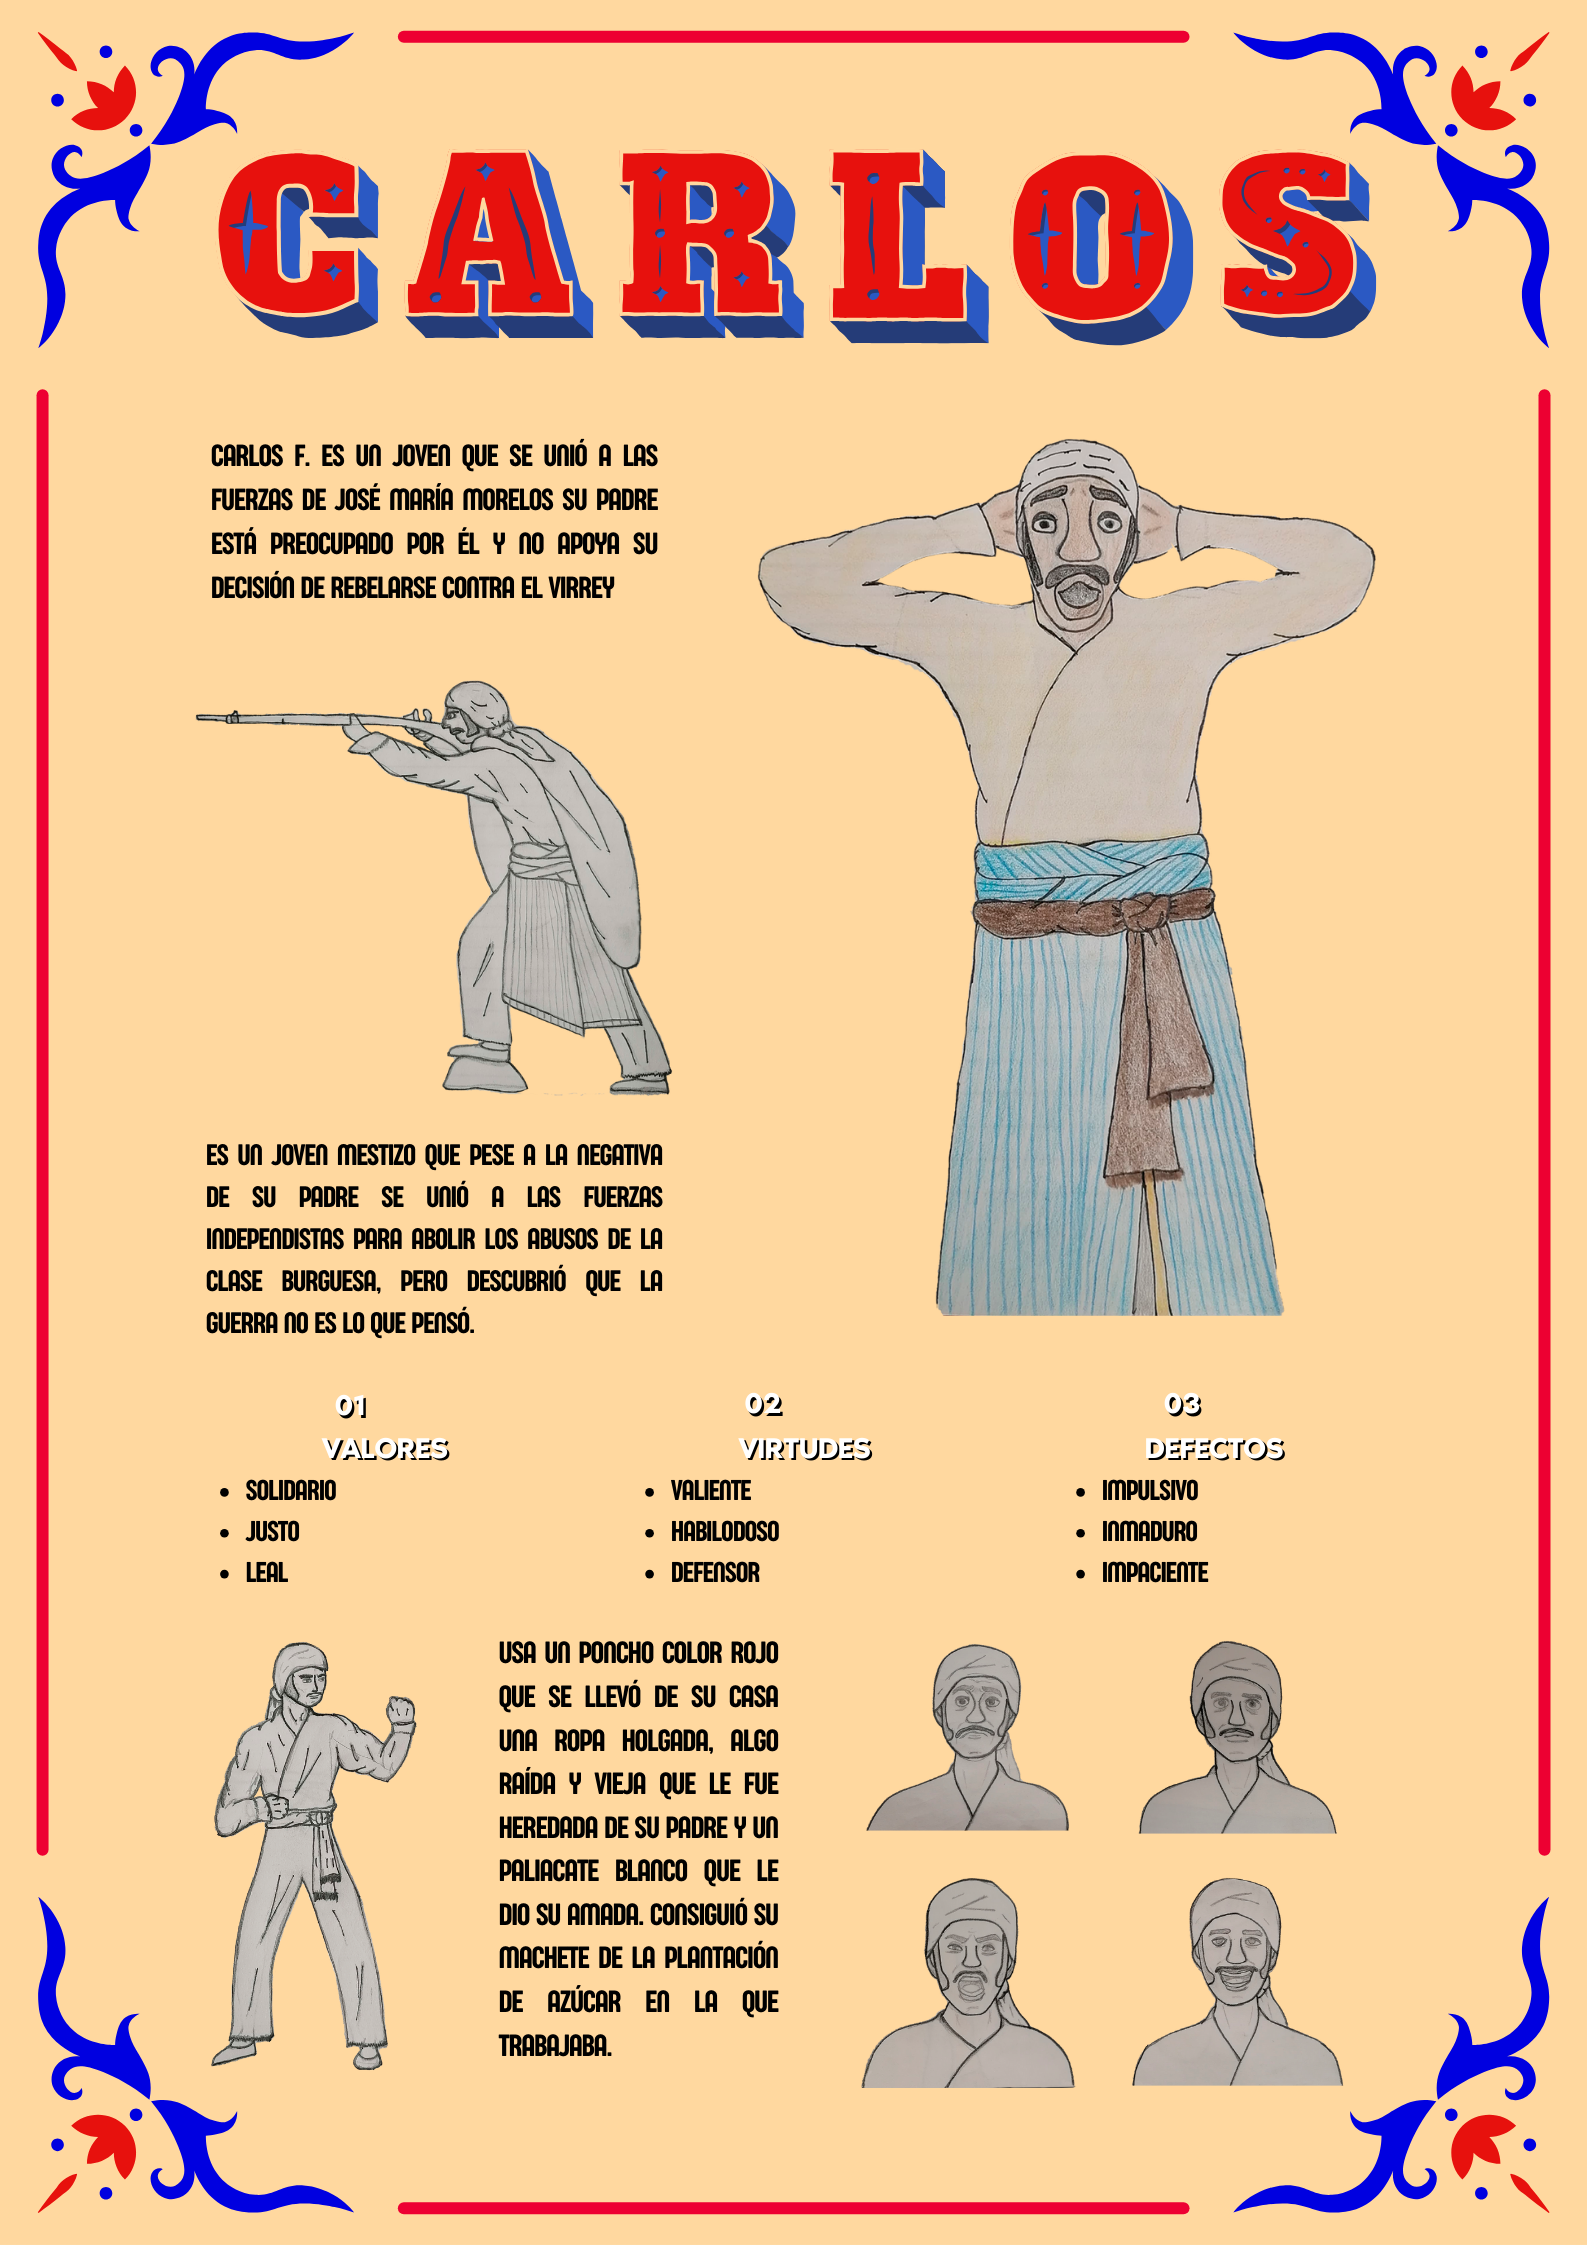 CARLOS
CARLOS F. ES UN JOVEN QUE SE UNIÓ A LAS
FUERZAS DE JOSÉ MARÍA MORELOS SU PADRE
ESTÁ PREOCUPADO POR ÉL Y NO APOYA SU
DECISIÓN DE REBELARSE CONTRA EL VIRREY
ES UN JOVEN MESTIZO QUE PESE A LA NEGATIVA
DE SU PADRE SE UNIÓ A LAS FUERZAS
INDEPENDISTAS PARA ABOLIR LOS ABUSOS DE LA
CLASE BURGUESA, PERO DESCUBRIÓ QUE LA
GUERRA NO ES LO QUE PENSÓ.
01
VALORES
• SOLIDARIO
• JUSTO
• LEAL
02
VIRTUDES
• VALIENTE
• HABILODOSO
• DEFENSOR
03
DEFECTOS
• IMPULSIVO
• INMADURO
• IMPACIENTE
USA UN PONCHO COLOR ROJO
QUE SE LLEVÓ DE SU CASA
UNA ROPA HOLGADA, ALGO
RAÍDA Y VIEJA QUE LE FUE
HEREDADA DE SU PADRE Y UN
PALIACATE BLANCO QUE LE
DIO SU AMADA. CONSIGUIÓ SU
MACHETE DE LA PLANTACIÓN
DE AZÚCAR EN LA QUE
TRABAJABA.